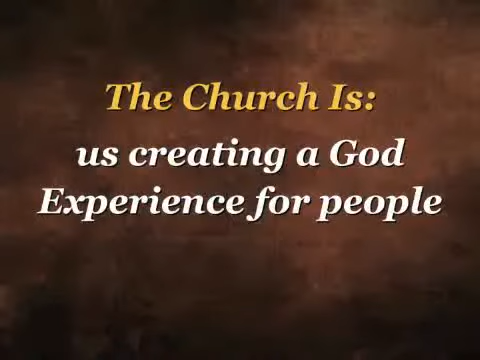 The Church Is:
us creating a God
Experience for people